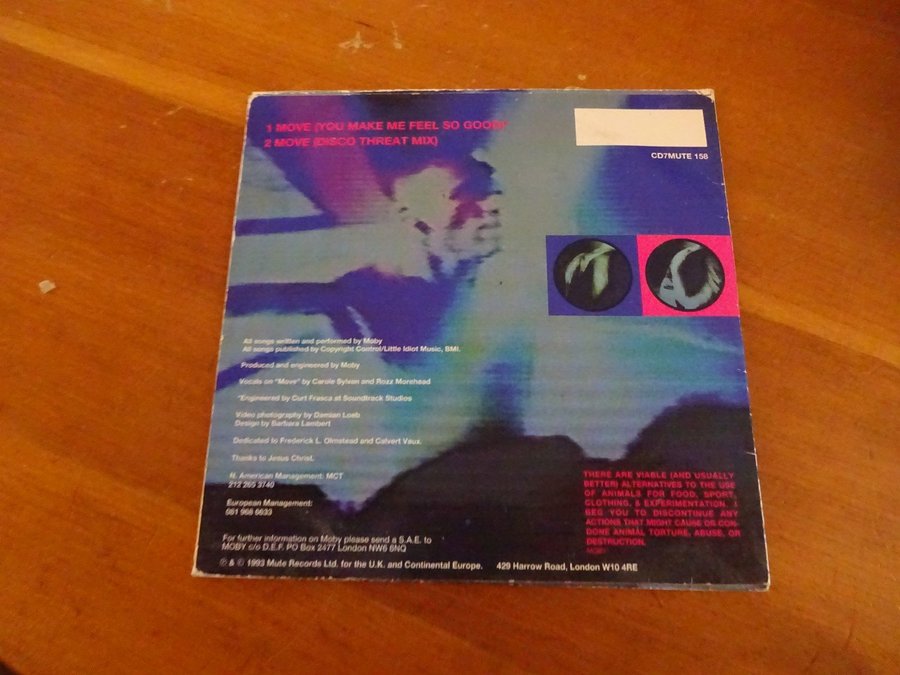 1 MOVE (YOU MAKE ME FEEL SO GOOD)
2 MOVE (DISCO THREAT MIX)
CD7MUTE 158
All songs written and performed by Moby
All songs published by Copyright Control/Little Idiot Music, BMI.
Produced and engineered by Moby
Vocals on "Move" by Carole Sylvan and Rozz Morehead
*Engineered by Curt Frasca at Soundtrack Studios
Video photography by Damian Loeb
Design by Barbara Lambert
Dedicated to Frederick L. Olmstead and Calvert Vaux.
Thanks to Jesus Christ.
N. American Management: MCT
212 265 3740
European Management:
081 968 6633
For further information on Moby please send a S.A.E. to
MOBY c/o D.E.F. PO Box 2477 London NW6 6NQ
℗ & © 1993 Mute Records Ltd. for the U.K. and Continental Europe. 429 Harrow Road, London W10 4RE
THERE ARE VIABLE (AND USUALLY
BETTER) ALTERNATIVES TO THE USE
OF ANIMALS FOR FOOD, SPORT,
CLOTHING, & EXPERIMENTATION. I
BEG YOU TO DISCONTINUE ANY
ACTIONS THAT MIGHT CAUSE OR CON-
DONE ANIMAL TORTURE, ABUSE, OR
DESTRUCTION.
MOBY